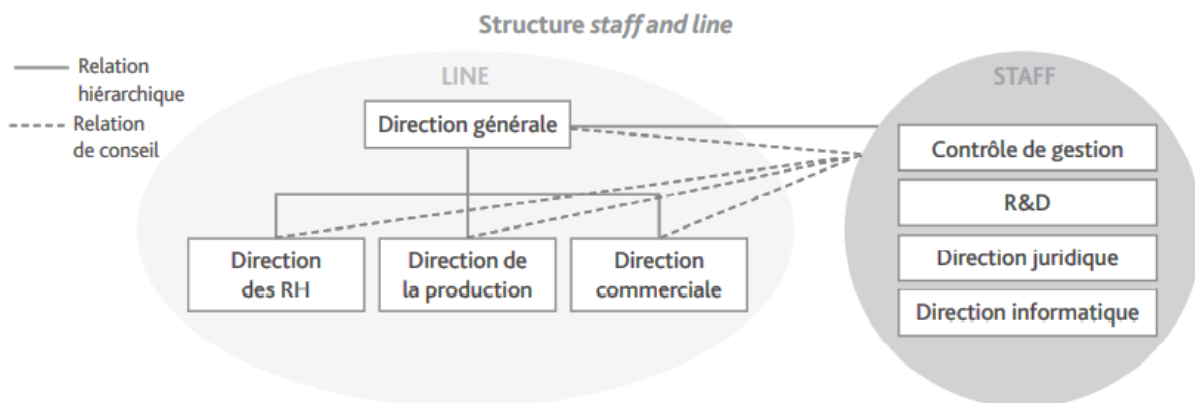 Structure staff and line
Relation
hiérarchique
Relation
de conseil
LINE
Direction générale
Direction
des RH
Direction de
la production
Direction
commerciale
STAFF
Contrôle de gestion
R&D
Direction juridique
Direction informatique